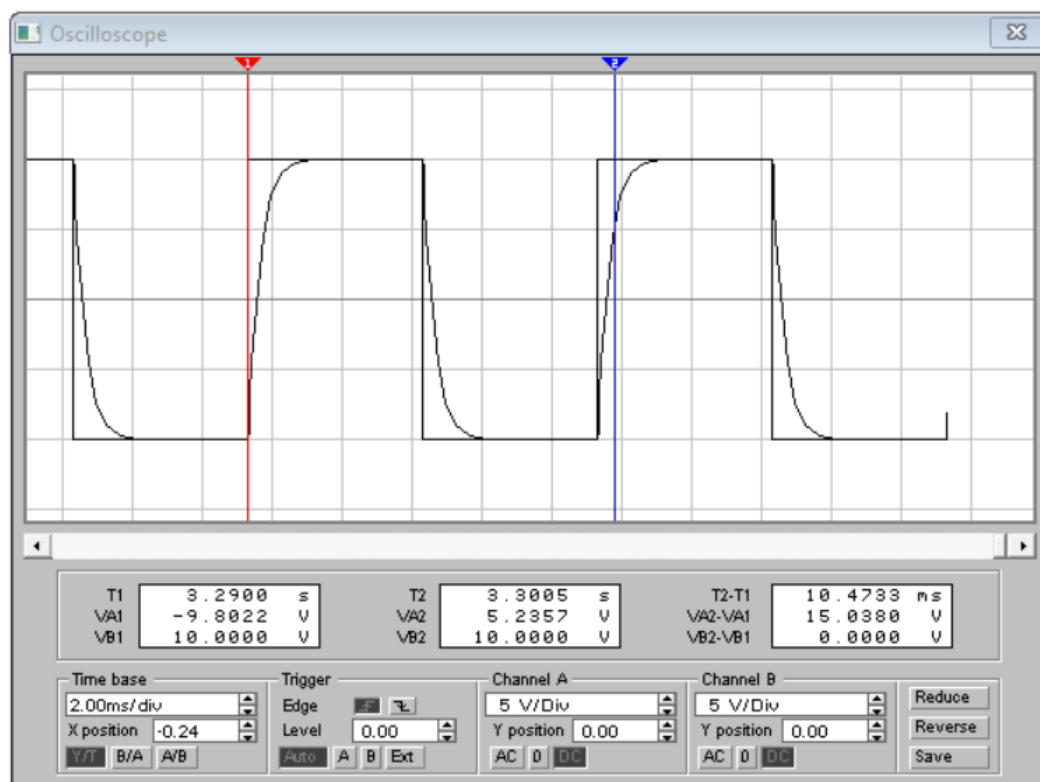 Oscilloscope
1 2
T1 3.2900 s T2 3.3005 s T2-T1 10.4733 ms
VA1 -9.8022 V VA2 5.2357 V VA2-VA1 15.0380 V
VB1 10.0000 V VB2 10.0000 V VB2-VB1 0.0000 V
Time base Trigger Channel A Channel B
2.00ms/div Edge 5 V/Div 5 V/Div Reduce
X position -0.24 Level 0.00 Y position 0.00 Y position 0.00 Reverse
Y/T B/A A/B Auto A B Ext AC 0 DC AC 0 DC Save